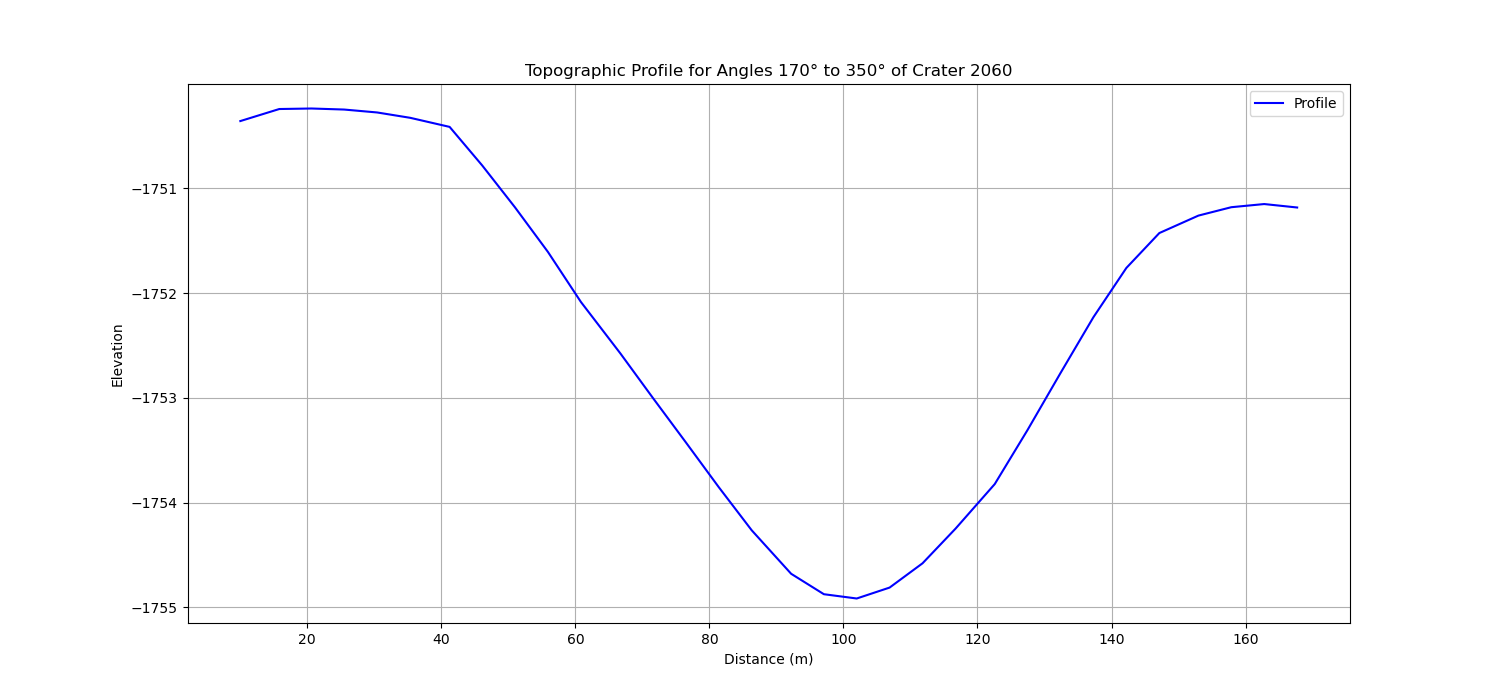 Topographic Profile for Angles 170° to 350° of Crater 2060
Profile
−1751
−1752
−1753
−1754
−1755
Elevation
20 40 60 80 100 120 140 160
Distance (m)